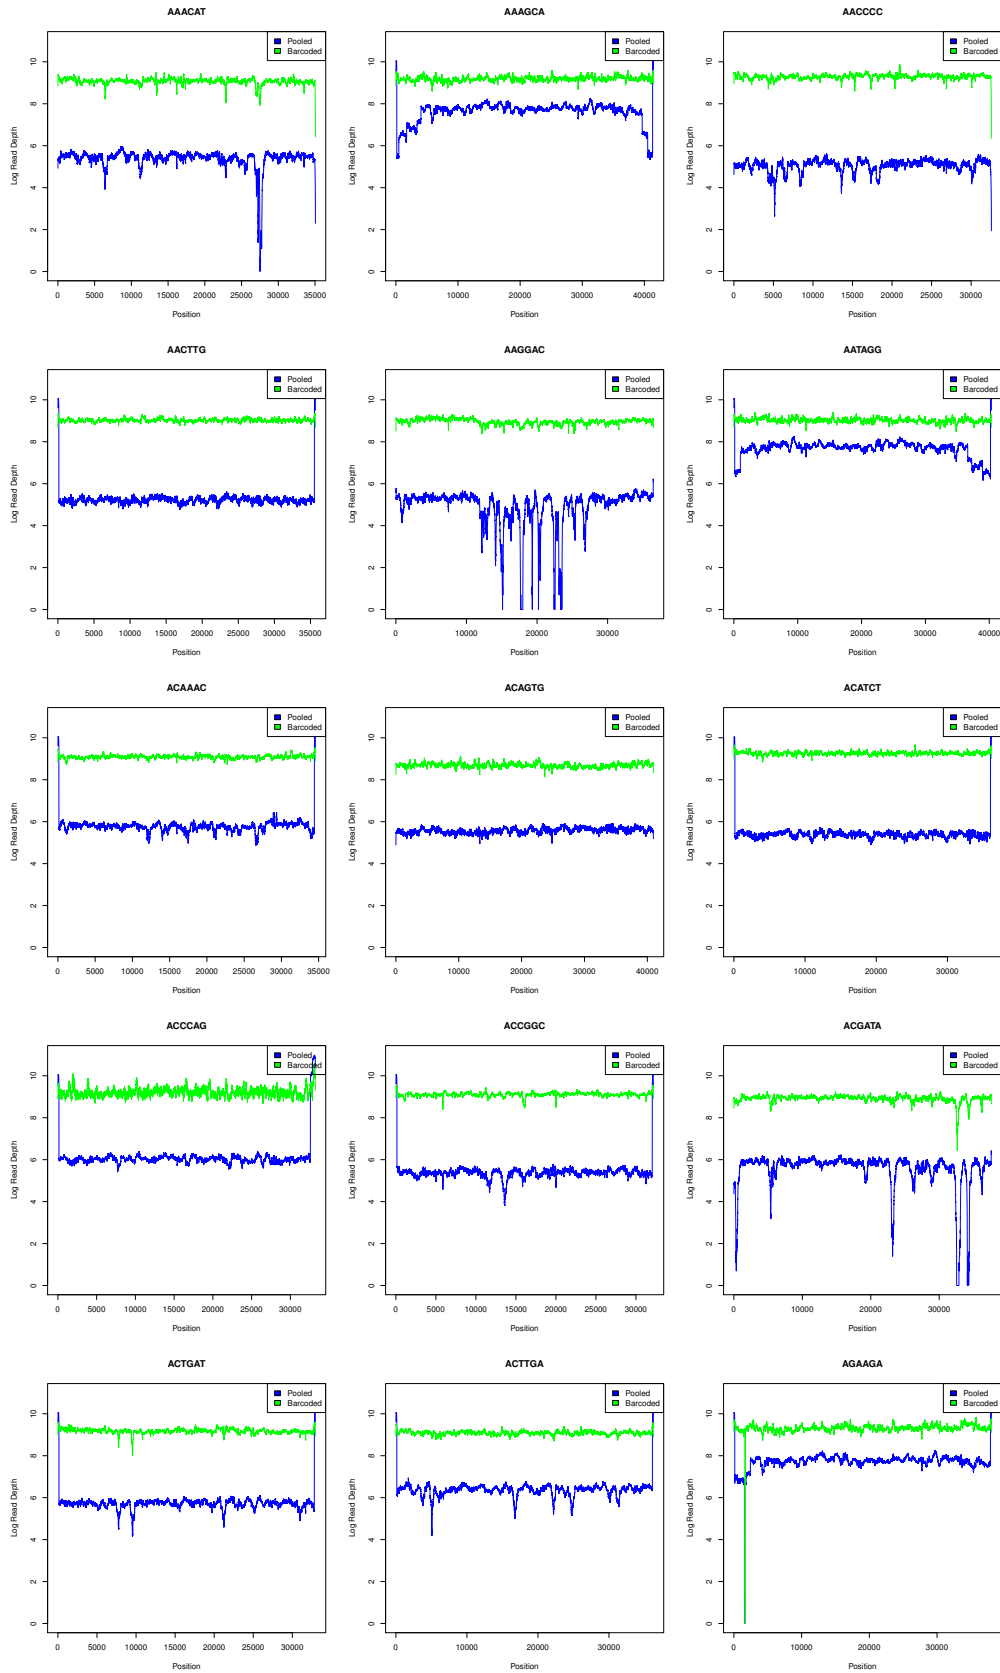 AAACAT
AAAGCA
AACCCC
Pooled
Barcoded
Pooled
Barcoded
Pooled
Barcoded
Log Read Depth
0 2 4 6 8 10
Log Read Depth
0 2 4 6 8 10
Log Read Depth
0 2 4 6 8 10
0 5000 10000 15000 20000 25000 30000 35000
0 10000 20000 30000 40000
0 5000 10000 15000 20000 25000 30000
Position
Position
Position
AACTTG
AAGGAC
AATAGG
Pooled
Barcoded
Pooled
Barcoded
Pooled
Barcoded
Log Read Depth
0 2 4 6 8 10
Log Read Depth
0 2 4 6 8 10
Log Read Depth
0 2 4 6 8 10
0 5000 10000 15000 20000 25000 30000 35000
0 10000 20000 30000
0 10000 20000 30000 40000
Position
Position
Position
ACAAAC
ACAGTG
ACATCT
Pooled
Barcoded
Pooled
Barcoded
Pooled
Barcoded
Log Read Depth
0 2 4 6 8 10
Log Read Depth
0 2 4 6 8 10
Log Read Depth
0 2 4 6 8 10
0 5000 10000 15000 20000 25000 30000 35000
0 10000 20000 30000 40000
0 10000 20000 30000
Position
Position
Position
ACCCAG
ACCGGC
ACGATA
Pooled
Barcoded
Pooled
Barcoded
Pooled
Barcoded
Log Read Depth
0 2 4 6 8 10
Log Read Depth
0 2 4 6 8 10
Log Read Depth
0 2 4 6 8 10
0 5000 10000 15000 20000 25000 30000
0 5000 10000 15000 20000 25000 30000
0 10000 20000 30000
Position
Position
Position
ACTGAT
ACTTGA
AGAAGA
Pooled
Barcoded
Pooled
Barcoded
Pooled
Barcoded
Log Read Depth
0 2 4 6 8 10
Log Read Depth
0 2 4 6 8 10
Log Read Depth
0 2 4 6 8 10
0 5000 10000 15000 20000 25000 30000
0 10000 20000 30000
0 10000 20000 30000
Position
Position
Position